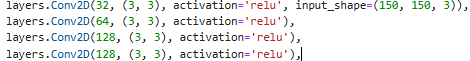 layers.Conv2D(32, (3, 3), activation='relu', input_shape=(150, 150, 3)),
layers.Conv2D(64, (3, 3), activation='relu'),
layers.Conv2D(128, (3, 3), activation='relu'),
layers.Conv2D(128, (3, 3), activation='relu'),